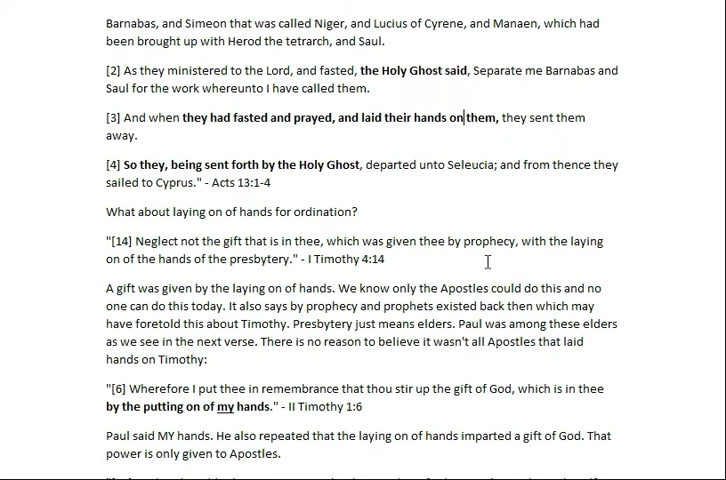 Barnabas, and Simeon that was called Niger, and Lucius of Cyrene, and Manaen, which had
been brought up with Herod the tetrarch, and Saul.
[2] As they ministered to the Lord, and fasted, the Holy Ghost said, Separate me Barnabas and
Saul for the work whereunto I have called them.
[3] And when they had fasted and prayed, and laid their hands on them, they sent them
away.
[4] So they, being sent forth by the Holy Ghost, departed unto Seleucia; and from thence they
sailed to Cyprus." - Acts 13:1-4
What about laying on of hands for ordination?
"[14] Neglect not the gift that is in thee, which was given thee by prophecy, with the laying
on of the hands of the presbytery." - I Timothy 4:14
A gift was given by the laying on of hands. We know only the Apostles could do this and no
one can do this today. It also says by prophecy and prophets existed back then which may
have foretold this about Timothy. Presbytery just means elders. Paul was among these elders
as we see in the next verse. There is no reason to believe it wasn't all Apostles that laid
hands on Timothy:
"[6] Wherefore I put thee in remembrance that thou stir up the gift of God, which is in thee
by the putting on of my hands." - II Timothy 1:6
Paul said MY hands. He also repeated that the laying on of hands imparted a gift of God. That
power is only given to Apostles.